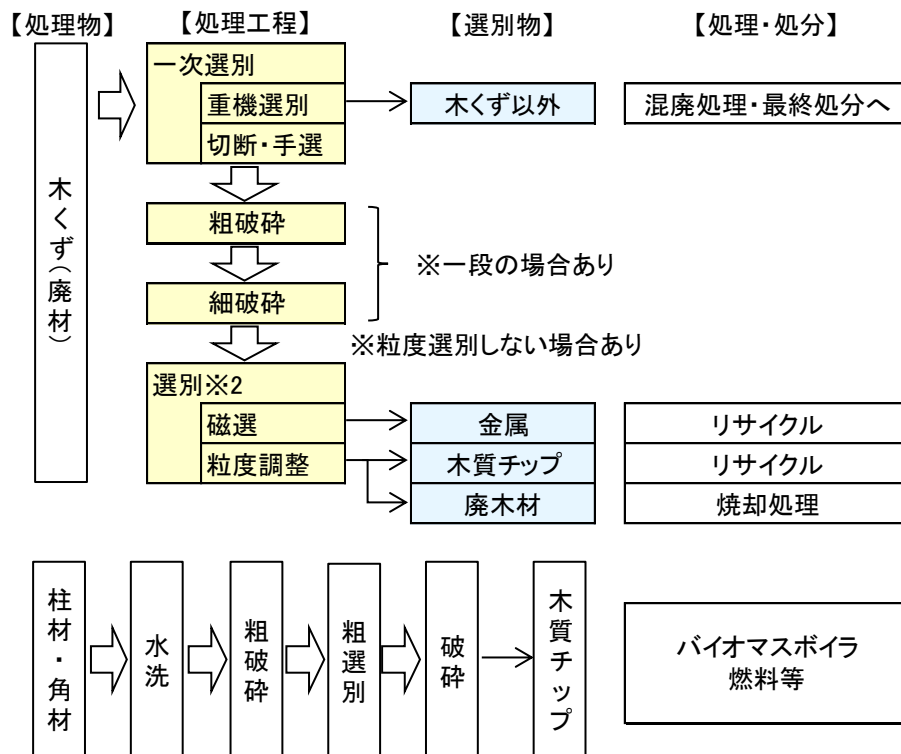 【処理物】 【処理工程】 【選別物】 【処理・処分】
木くず(廃材)
一次選別
重機選別
木くず以外
混廃処理・最終処分へ
切断・手選
粗破砕
※一段の場合あり
細破砕
※粒度選別しない場合あり
選別※2
磁選
金属
リサイクル
粒度調整
木質チップ
リサイクル
廃木材
焼却処理
柱材・角材
水洗
粗破砕
粗選別
破砕
木質チップ
バイオマスボイラ
燃料等